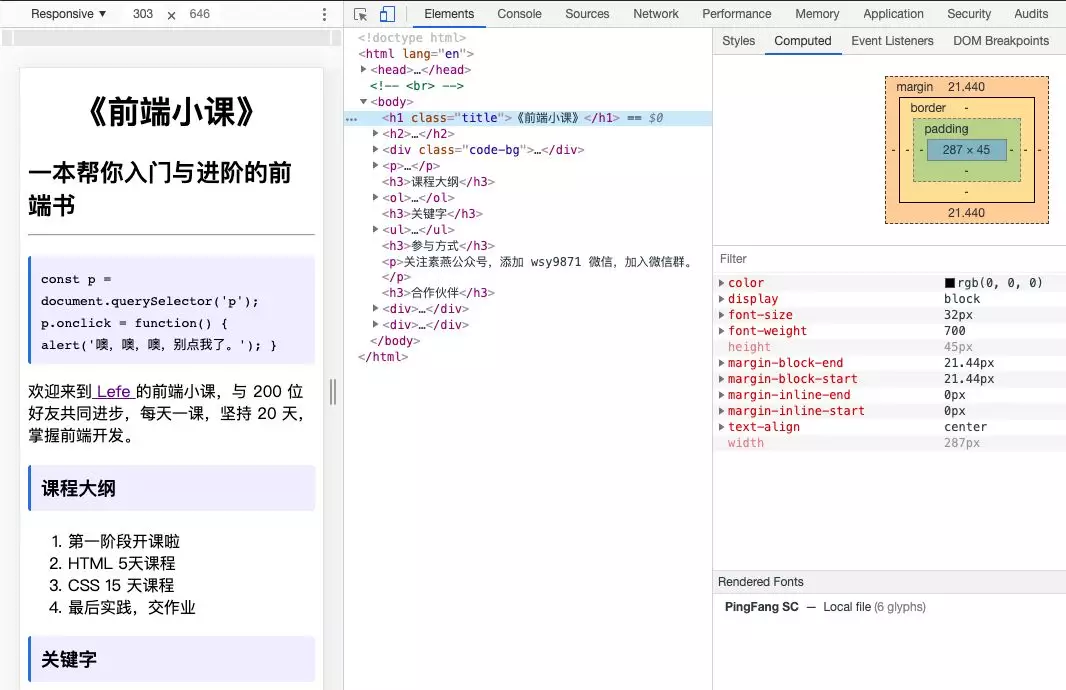 Responsive ▼ 303 × 646
Elements Console Sources Network Performance Memory Application Security Audits
《前端小课》
一本帮你入门与进阶的前
端书
const p =
document.querySelector('p');
p.onclick = function() {
alert('噢，噢，噢，别点我了。'); }
欢迎来到 Lefe 的前端小课，与 200 位
好友共同进步，每天一课，坚持 20 天，
掌握前端开发。
课程大纲
1. 第一阶段开课啦
2. HTML 5天课程
3. CSS 15 天课程
4. 最后实践，交作业
关键字
<!doctype html>
<html lang="en">
<head>…</head>
<!-- <br> -->
<body>
<h1 class="title">《前端小课》</h1> == $0
<h2>…</h2>
<div class="code-bg">…</div>
<p>…</p>
<h3>课程大纲</h3>
<ol>…</ol>
<h3>关键字</h3>
<ul>…</ul>
<h3>参与方式</h3>
<p>关注素燕公众号，添加 wsy9871 微信，加入微信群。
</p>
<h3>合作伙伴</h3>
<div>…</div>
<div>…</div>
</body>
</html>
Styles Computed Event Listeners DOM Breakpoints
margin 21.440
border -
padding
- - - 287 × 45 - - -
-
-
21.440
Filter
color rgb(0, 0, 0)
display block
font-size 32px
font-weight 700
height 45px
margin-block-end 21.44px
margin-block-start 21.44px
margin-inline-end 0px
margin-inline-start 0px
text-align center
width 287px
Rendered Fonts
PingFang SC — Local file (6 glyphs)